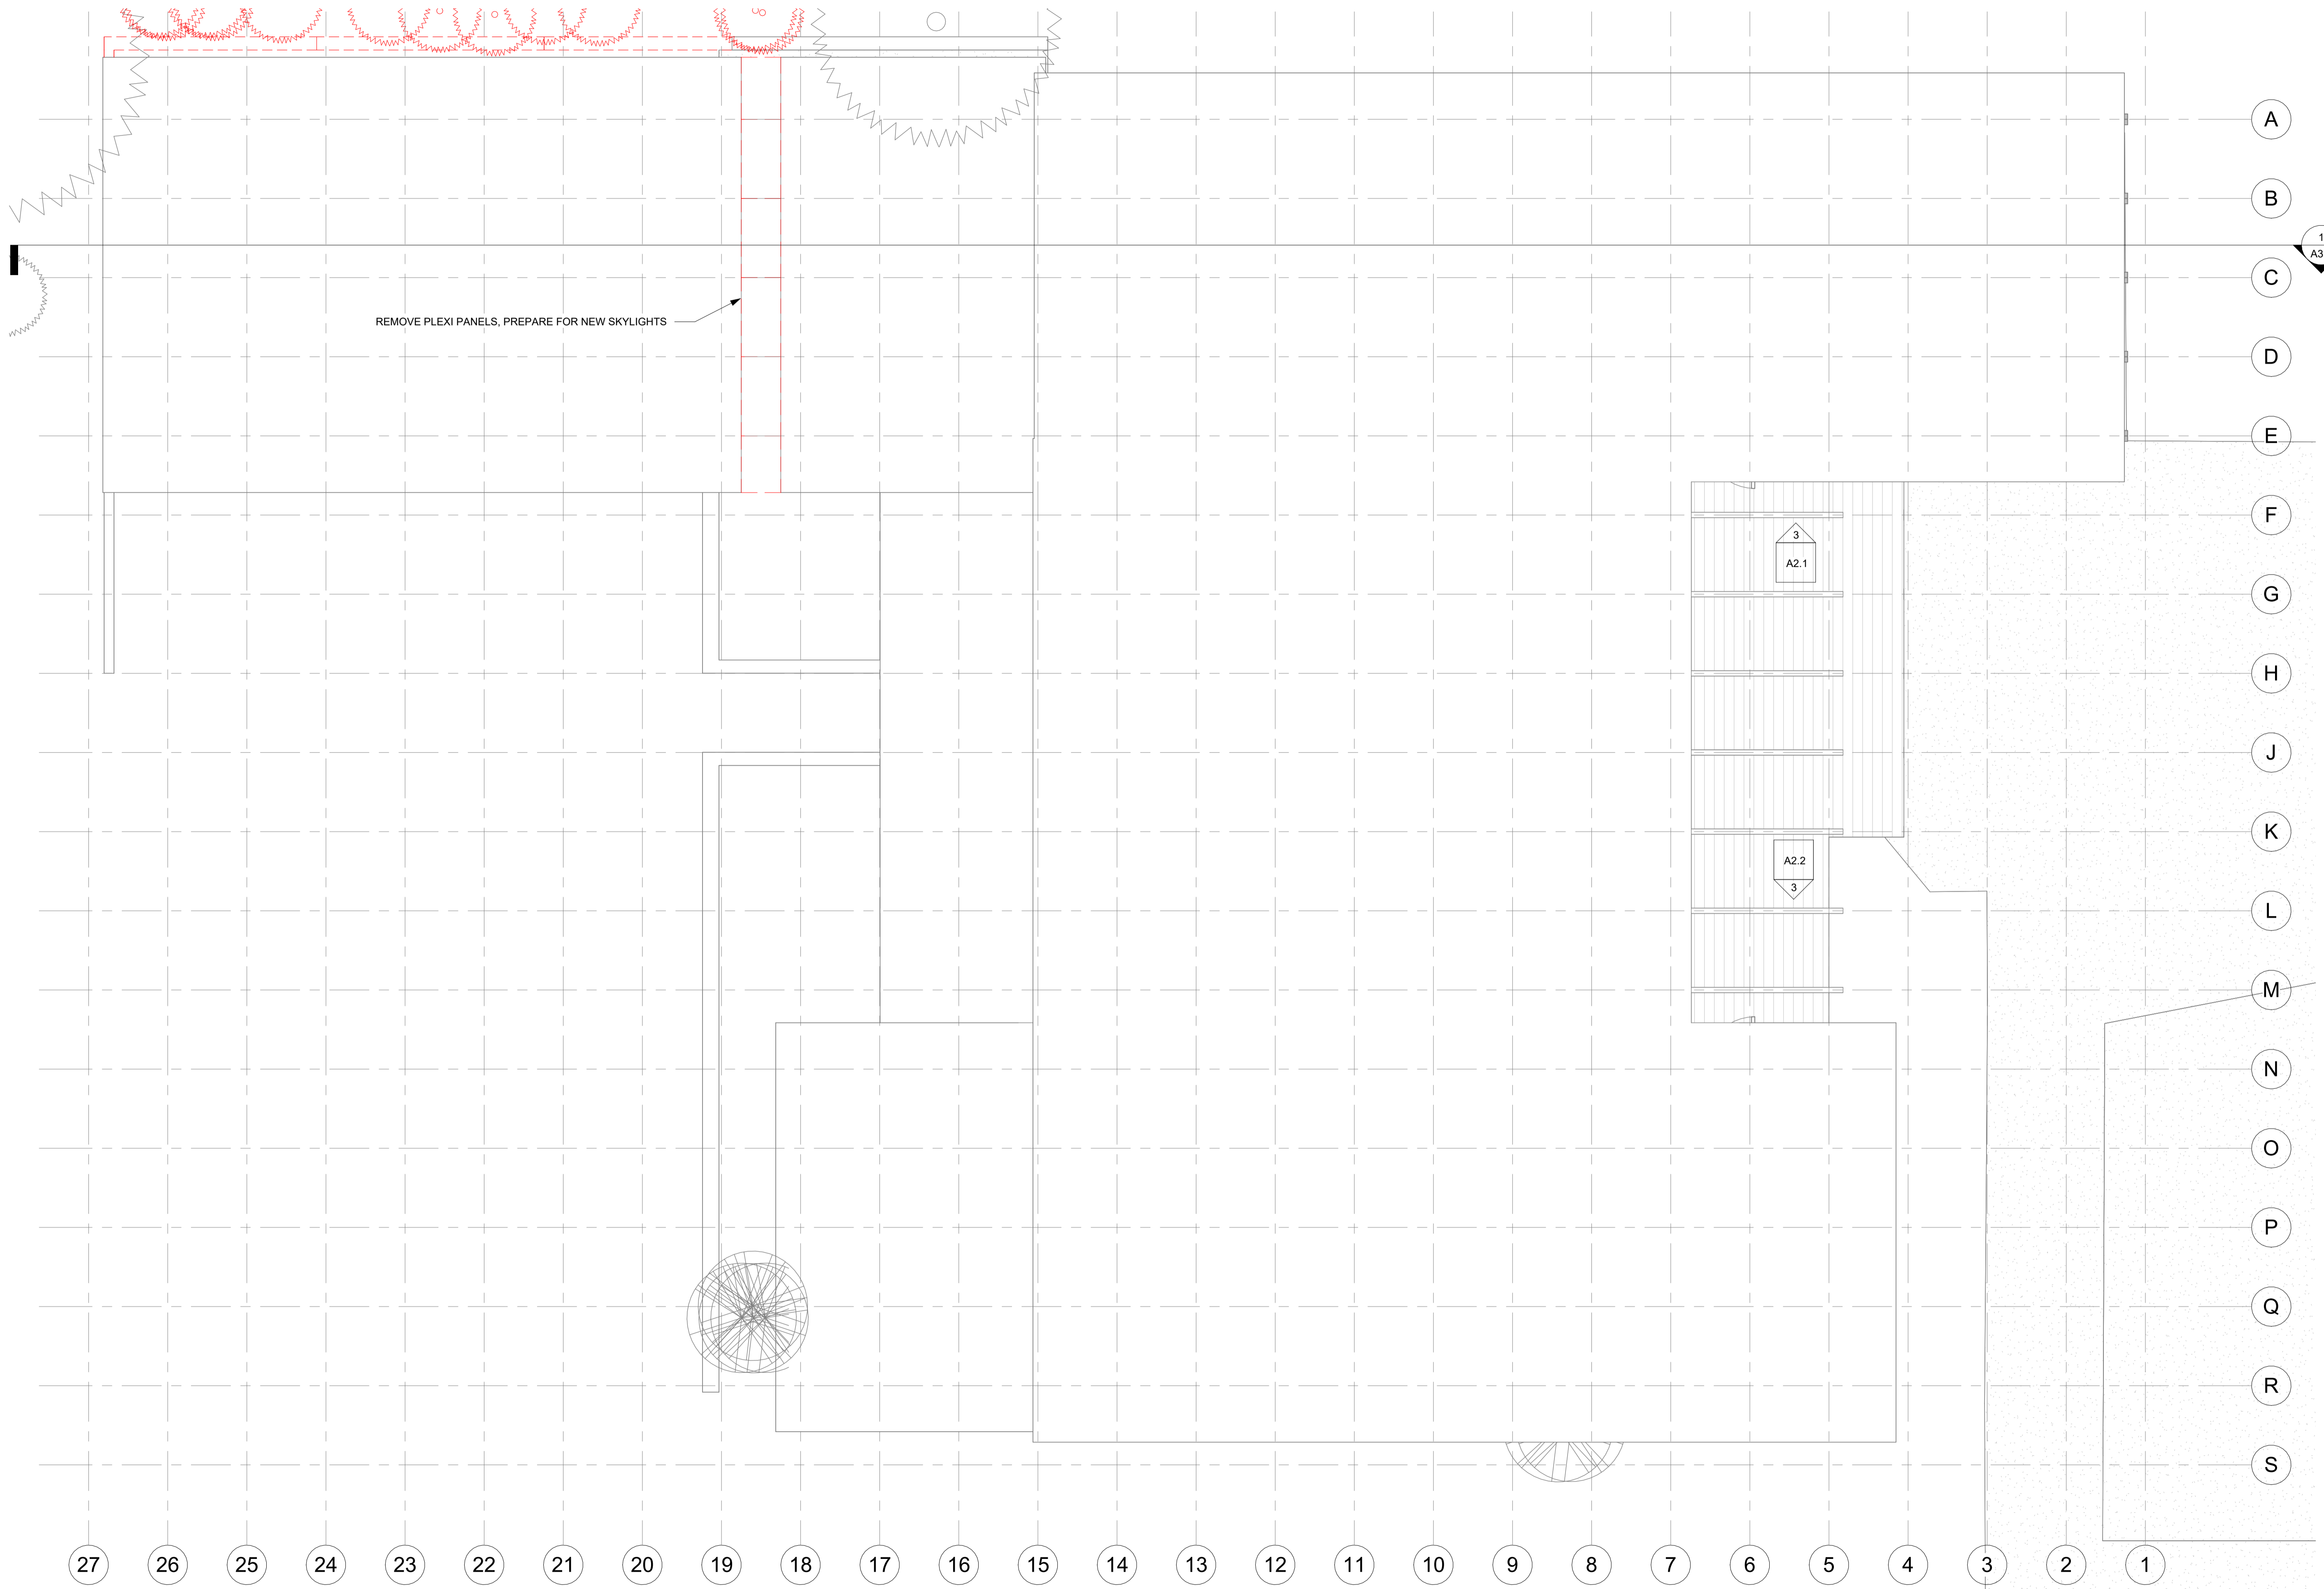 A
B
1
A3
C
REMOVE PLEXI PANELS, PREPARE FOR NEW SKYLIGHTS
D
E
F
3
A2.1
G
H
J
K
A2.2
3
L
M
N
O
P
Q
R
S
27 26 25 24 23 22 21 20 19 18 17 16 15 14 13 12 11 10 9 8 7 6 5 4 3 2 1